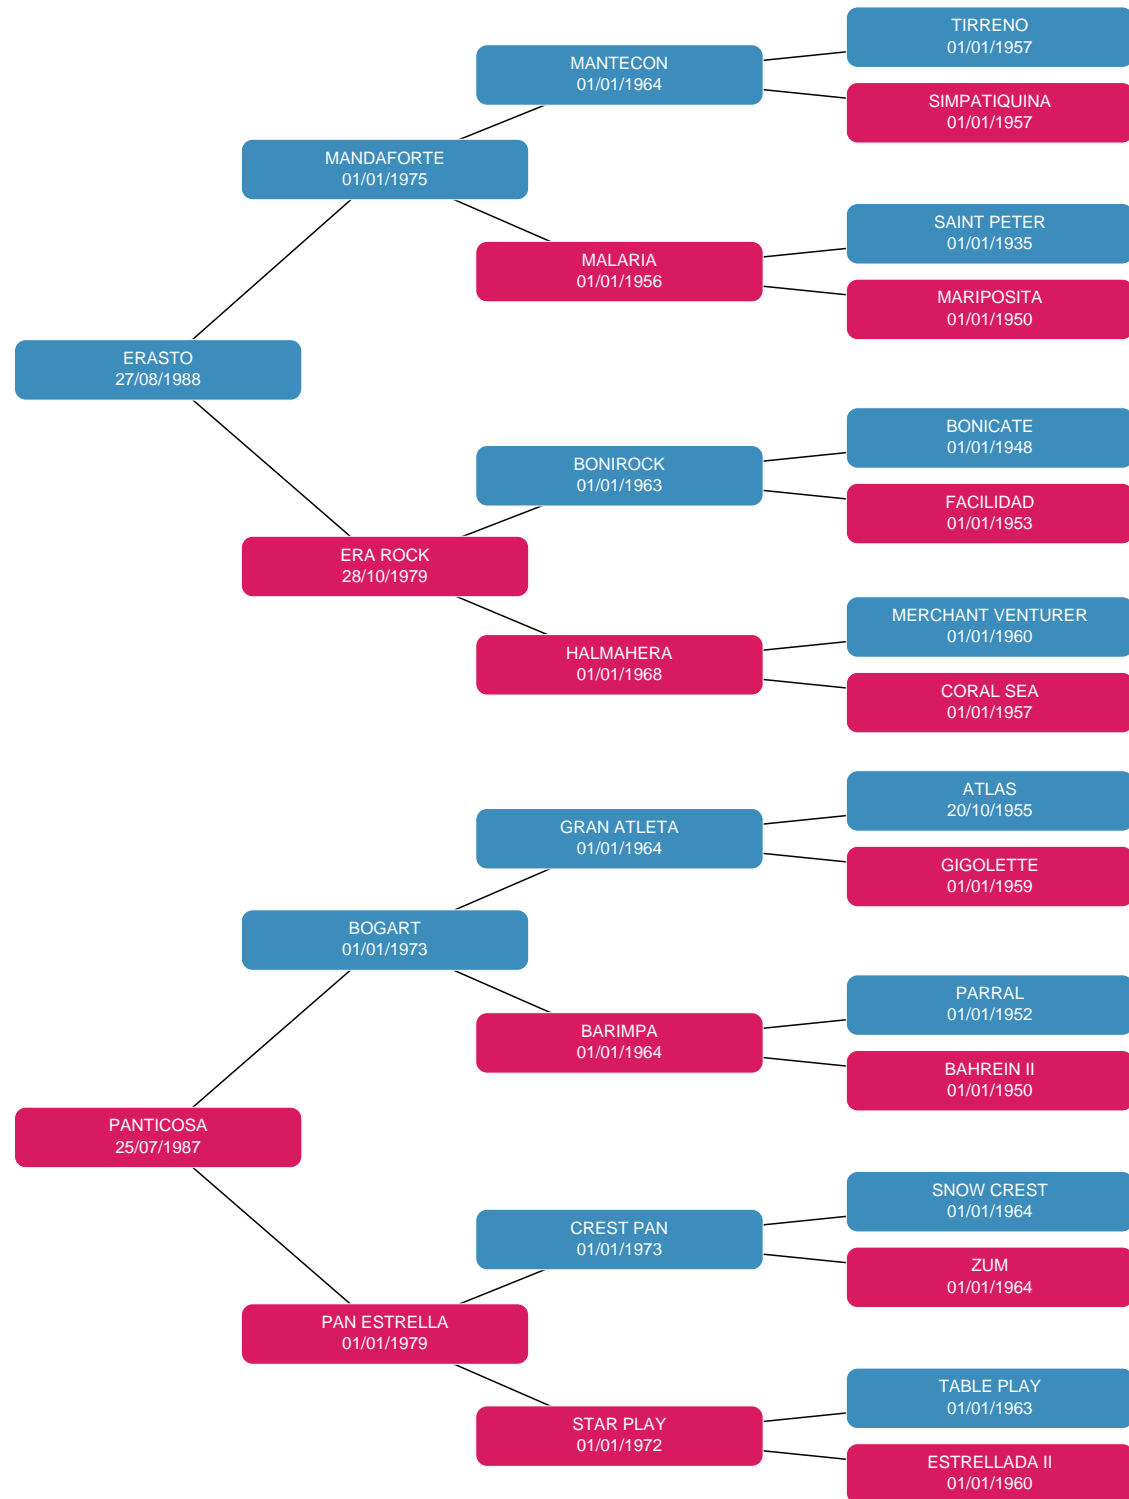 TIRRENO
01/01/1957
MANTECON
01/01/1964
SIMPATIQUINA
01/01/1957
MANDAFORTE
01/01/1975
SAINT PETER
01/01/1935
MALARIA
01/01/1956
MARIPOSITA
01/01/1950
ERASTO
27/08/1988
BONICATE
01/01/1948
BONIROCK
01/01/1963
FACILIDAD
01/01/1953
ERA ROCK
28/10/1979
MERCHANT VENTURER
01/01/1960
HALMAHERA
01/01/1968
CORAL SEA
01/01/1957
ATLAS
20/10/1955
GRAN ATLETA
01/01/1964
GIGOLETTE
01/01/1959
BOGART
01/01/1973
PARRAL
01/01/1952
BARIMPA
01/01/1964
BAHREIN II
01/01/1950
PANTICOSA
25/07/1987
SNOW CREST
01/01/1964
CREST PAN
01/01/1973
ZUM
01/01/1964
PAN ESTRELLA
01/01/1979
TABLE PLAY
01/01/1963
STAR PLAY
01/01/1972
ESTRELLADA II
01/01/1960